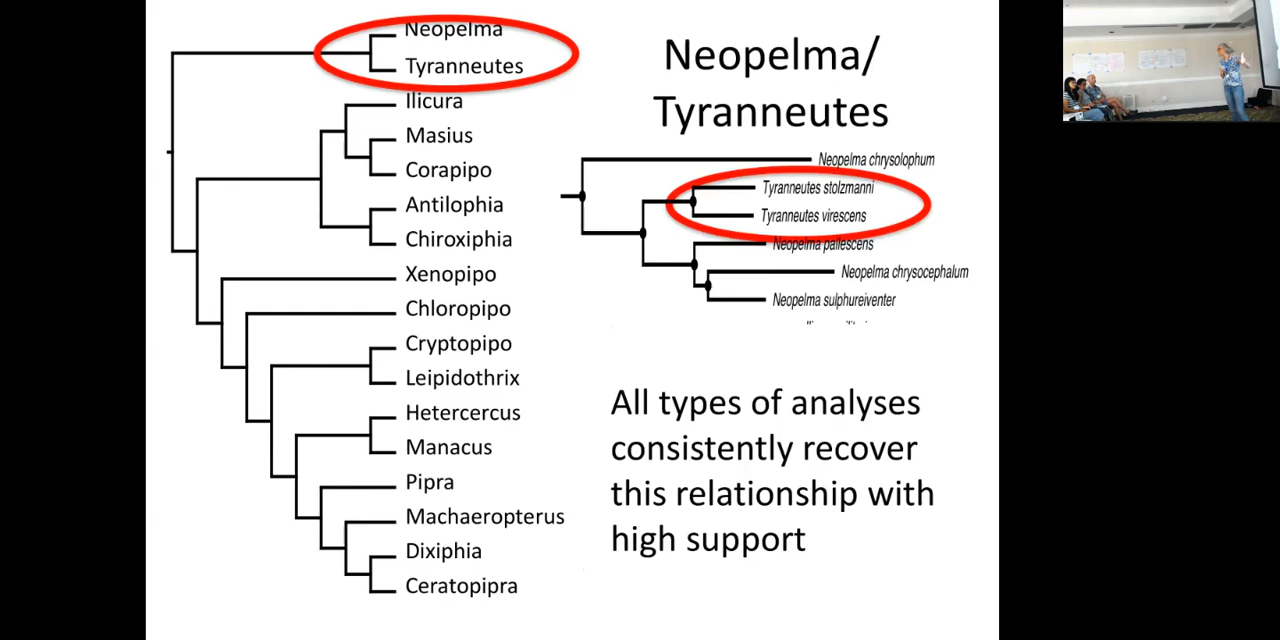 Neopelma
Tyranneutes
Ilicura
Masius
Corapipo
Antilophia
Chiroxiphia
Xenopipo
Chloropipo
Cryptopipo
Leipidothrix
Hetercercus
Manacus
Pipra
Machaeropterus
Dixiphia
Ceratopipra
Neopelma/
Tyranneutes
Neopelma chrysolophum
Tyranneutes stolzmanni
Tyranneutes virescens
Neopelma pallescens
Neopelma chrysocephalum
Neopelma sulphureiventer
All types of analyses
consistently recover
this relationship with
high support